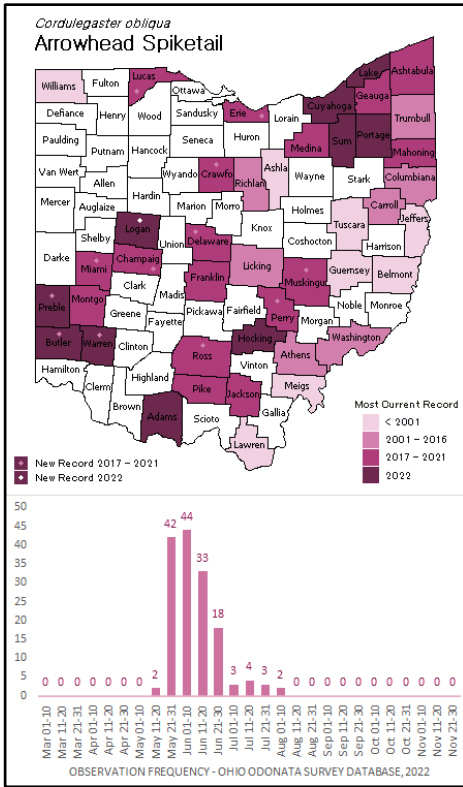 Cordulegaster obliqua
Arrowhead Spiketail
Williams Fulton Lucas Ottawa Lake Ashtabula
Defiance Henry Wood Sandusky Erie Lorain Cuyahoga Geauga Trumbull
Paulding Putnam Hancock Seneca Huron Medina Sum Portage Mahoning
Van Wert Allen Wyando Crawfo Richlan Ashla Wayne Stark Columbiana
Mercer Auglaize Hardin Marion Morro Holmes Carroll Jeffers
Shelby Logan Union Delaware Knox Coshocton Tuscara Harrison
Darke Miami Champaig Franklin Licking Muskingur Guernsey Belmont
Preble Montgo Clark Madis Pickawa Fairfield Perry Morgan Noble Monroe
Butler Warren Greene Fayette Clinton Ross Hocking Athens Washington
Hamilton Clerm Highland Pike Vinton Jackson Meigs
Brown Adams Scioto Gallia Lawren
Most Current Record
< 2001
2001 - 2016
2017 - 2021
2022
New Record 2017 - 2021
New Record 2022
50
45
40
35
30
25
20
15
10
5
0
0 0 0 0 0 0 0 2 42 44 33 18 3 4 3 2 0 0 0 0 0 0 0 0 0 0 0
Mar 01-10
Mar 11-20
Mar 21-31
Apr 01-10
Apr 11-20
Apr 21-30
May 01-10
May 11-20
May 21-31
Jun 01-10
Jun 11-20
Jun 21-30
Jul 01-10
Jul 11-20
Jul 21-31
Aug 01-10
Aug 11-20
Aug 21-31
Sep 01-10
Sep 11-20
Sep 21-30
Oct 01-10
Oct 11-20
Oct 21-31
Nov 01-10
Nov 11-20
Nov 21-30
OBSERVATION FREQUENCY - OHIO ODONATA SURVEY DATABASE, 2022